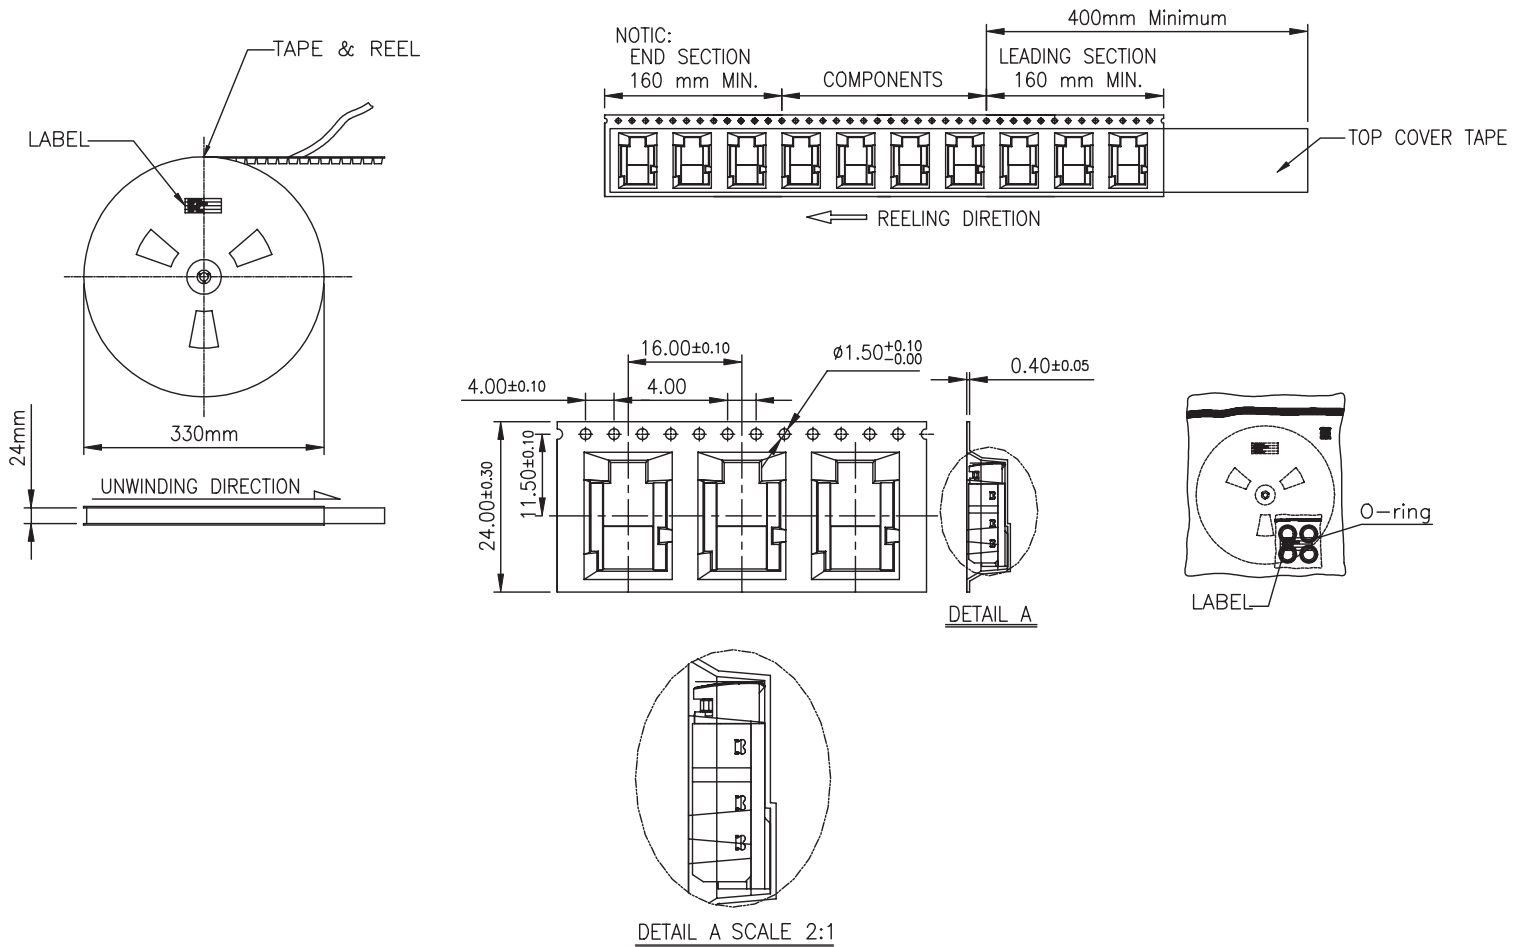 TAPE & REEL
LABEL
330mm
24mm
UNWINDING DIRECTION
400mm Minimum
NOTIC:
END SECTION
160 mm MIN.
COMPONENTS
LEADING SECTION
160 mm MIN.
TOP COVER TAPE
REELING DIRETION
16.00±0.10
ø1.50+0.10
-0.00
4.00±0.10
4.00
0.40±0.05
24.00±0.30
11.50±0.10
DETAIL A
O-ring
LABEL
DETAIL A SCALE 2:1